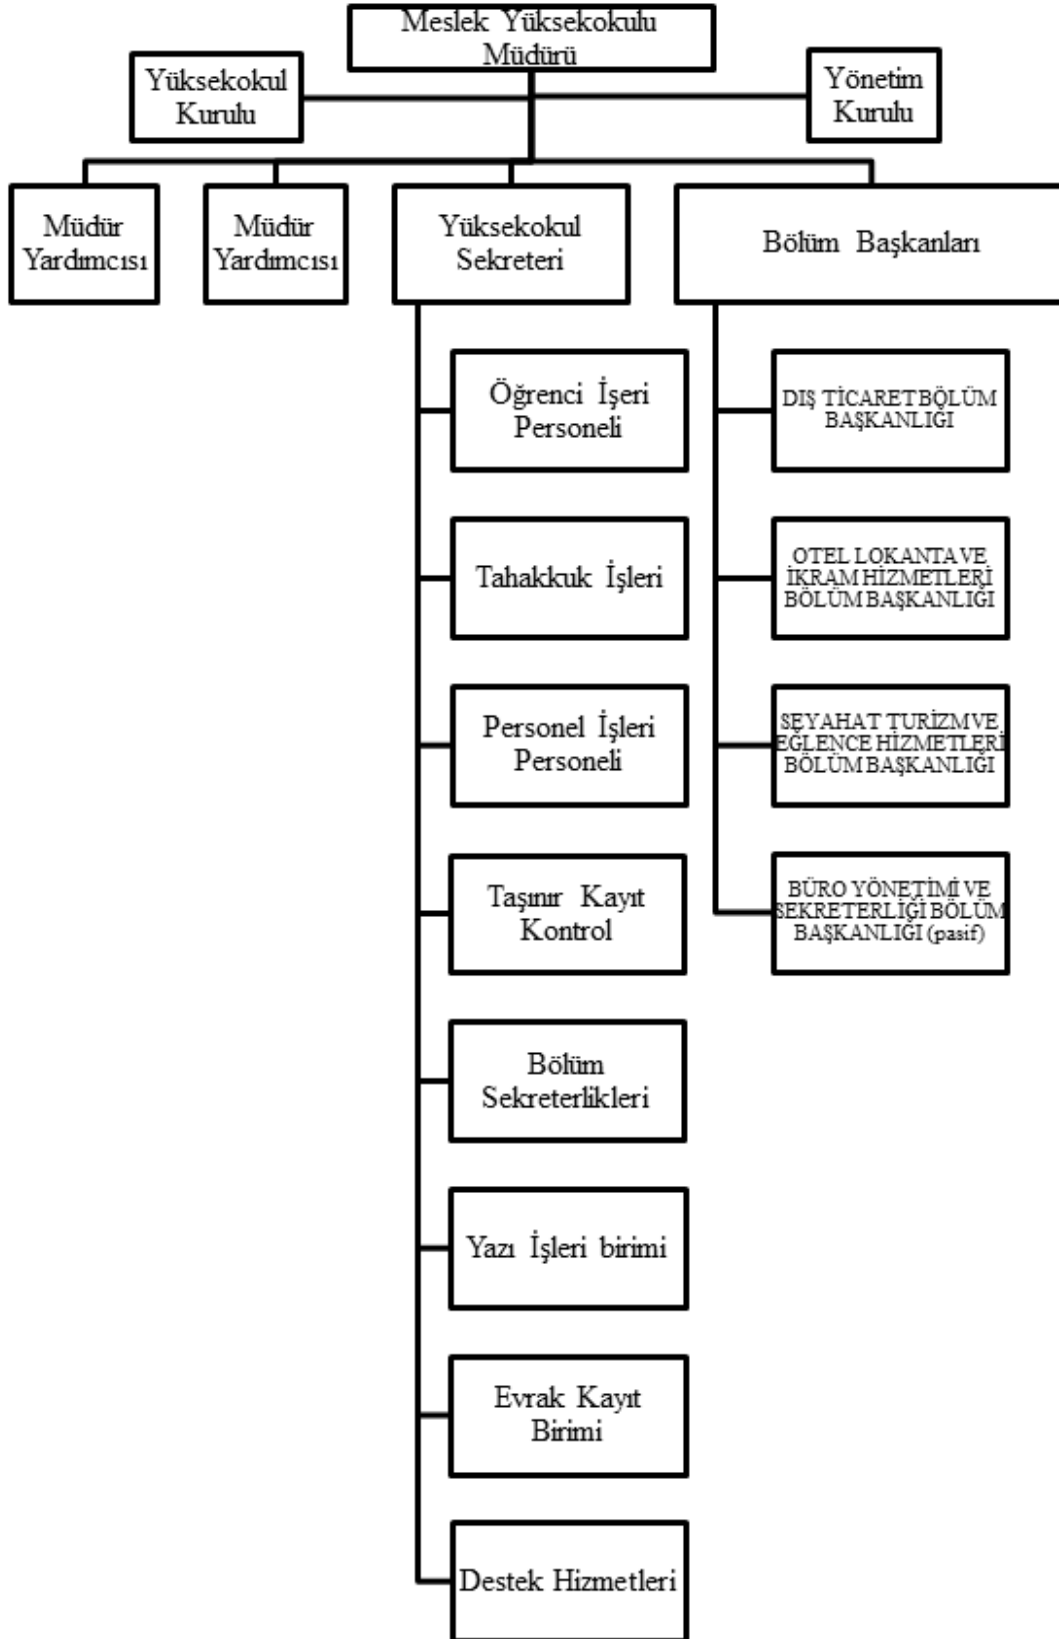 Meslek Yüksekokulu
Müdürü
Yüksekokul
Kurulu
Yönetim
Kurulu
Müdür
Yardımcısı
Müdür
Yardımcısı
Yüksekokul
Sekreteri
Bölüm Başkanları
Öğrenci İşeri
Personeli
Tahakkuk İşleri
Personel İşleri
Personeli
Taşınır Kayıt
Kontrol
Bölüm
Sekreterlikleri
Yazı İşleri birimi
Evrak Kayıt
Birimi
Destek Hizmetleri
DIŞ TİCARET BÖLÜM
BAŞKANLIĞI
OTEL LOKANTA VE
İKRAM HİZMETLERİ
BÖLÜM BAŞKANLIĞI
SEYAHAT TURİZM VE
EĞLENCE HİZMETLERİ
BÖLÜM BAŞKANLIĞI
BÜRO YÖNETİMİ VE
SEKRETERLİĞİ BÖLÜM
BAŞKANLIĞI (pasif)